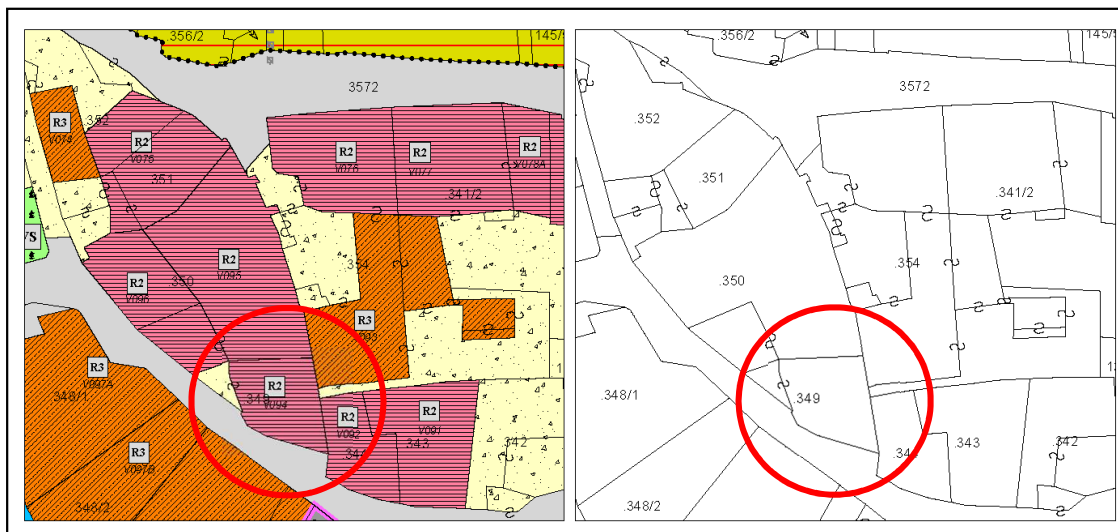 356/2
145/5
3572
.352
R3
V074
R2
V075
R2
V076
R2
V077
R2
V078A
.351
.341/2
VS
R2
V095
.354
.350
R2
V096
R3
V093
R3
V097A
.348/1
R2
V094
.349
R2
V092
R2
V091
.343
.342
R3
V097B
.348/2
.356/2
3572
.352
.351
.341/2
.354
.350
.349
.348/1
.343
.342
.348/2